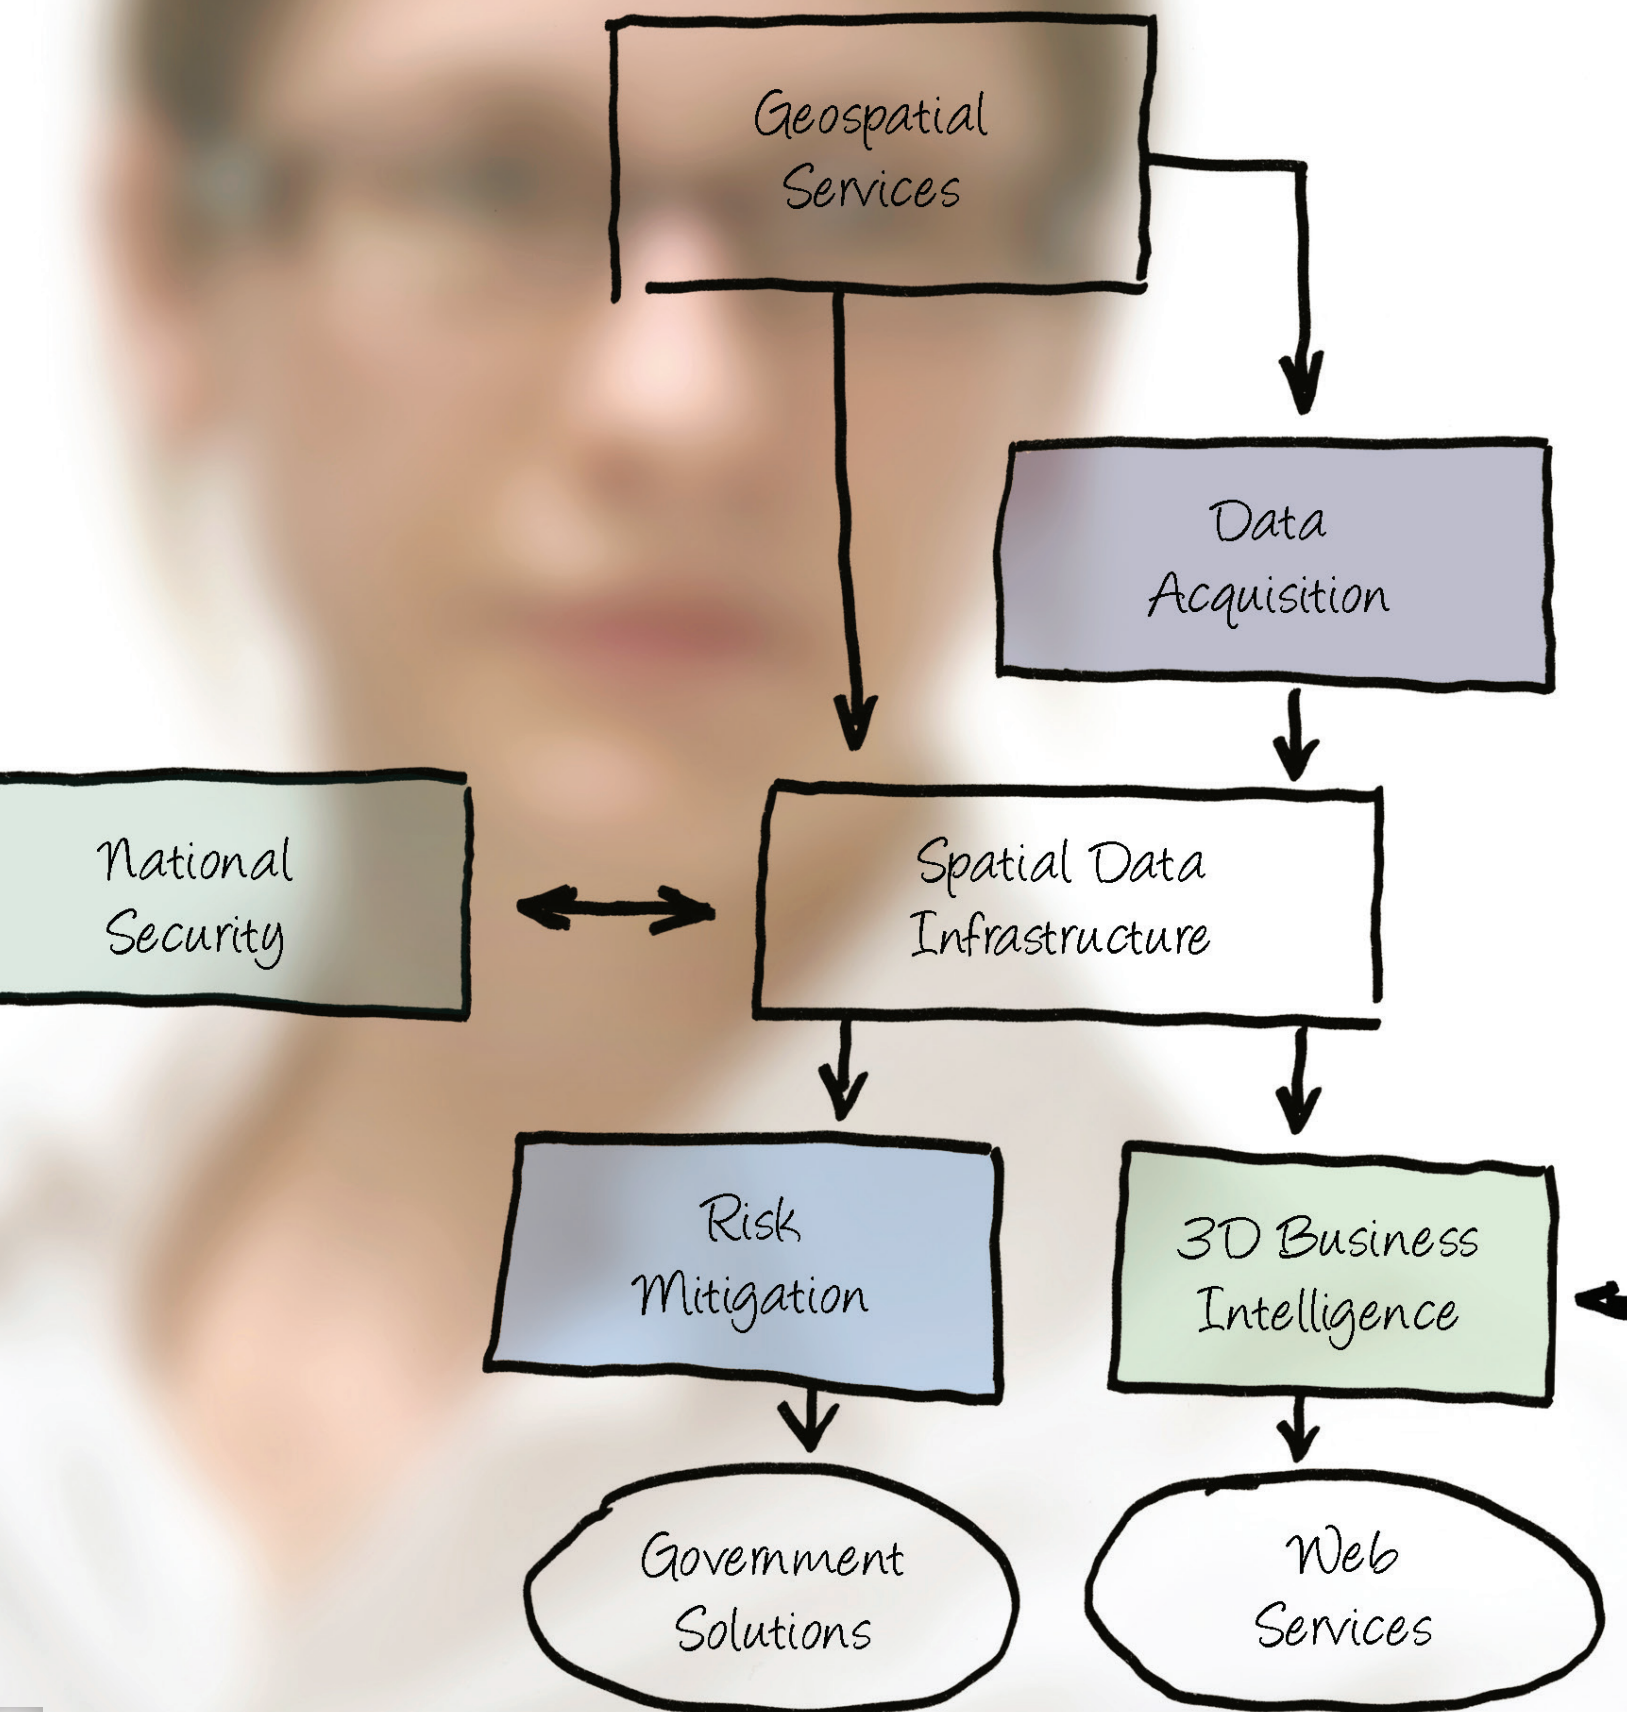 Geospatial
Services
Data
Acquisition
National
Security
Spatial Data
Infrastructure
Risk
Mitigation
3D Business
Intelligence
Government
Solutions
Web
Services